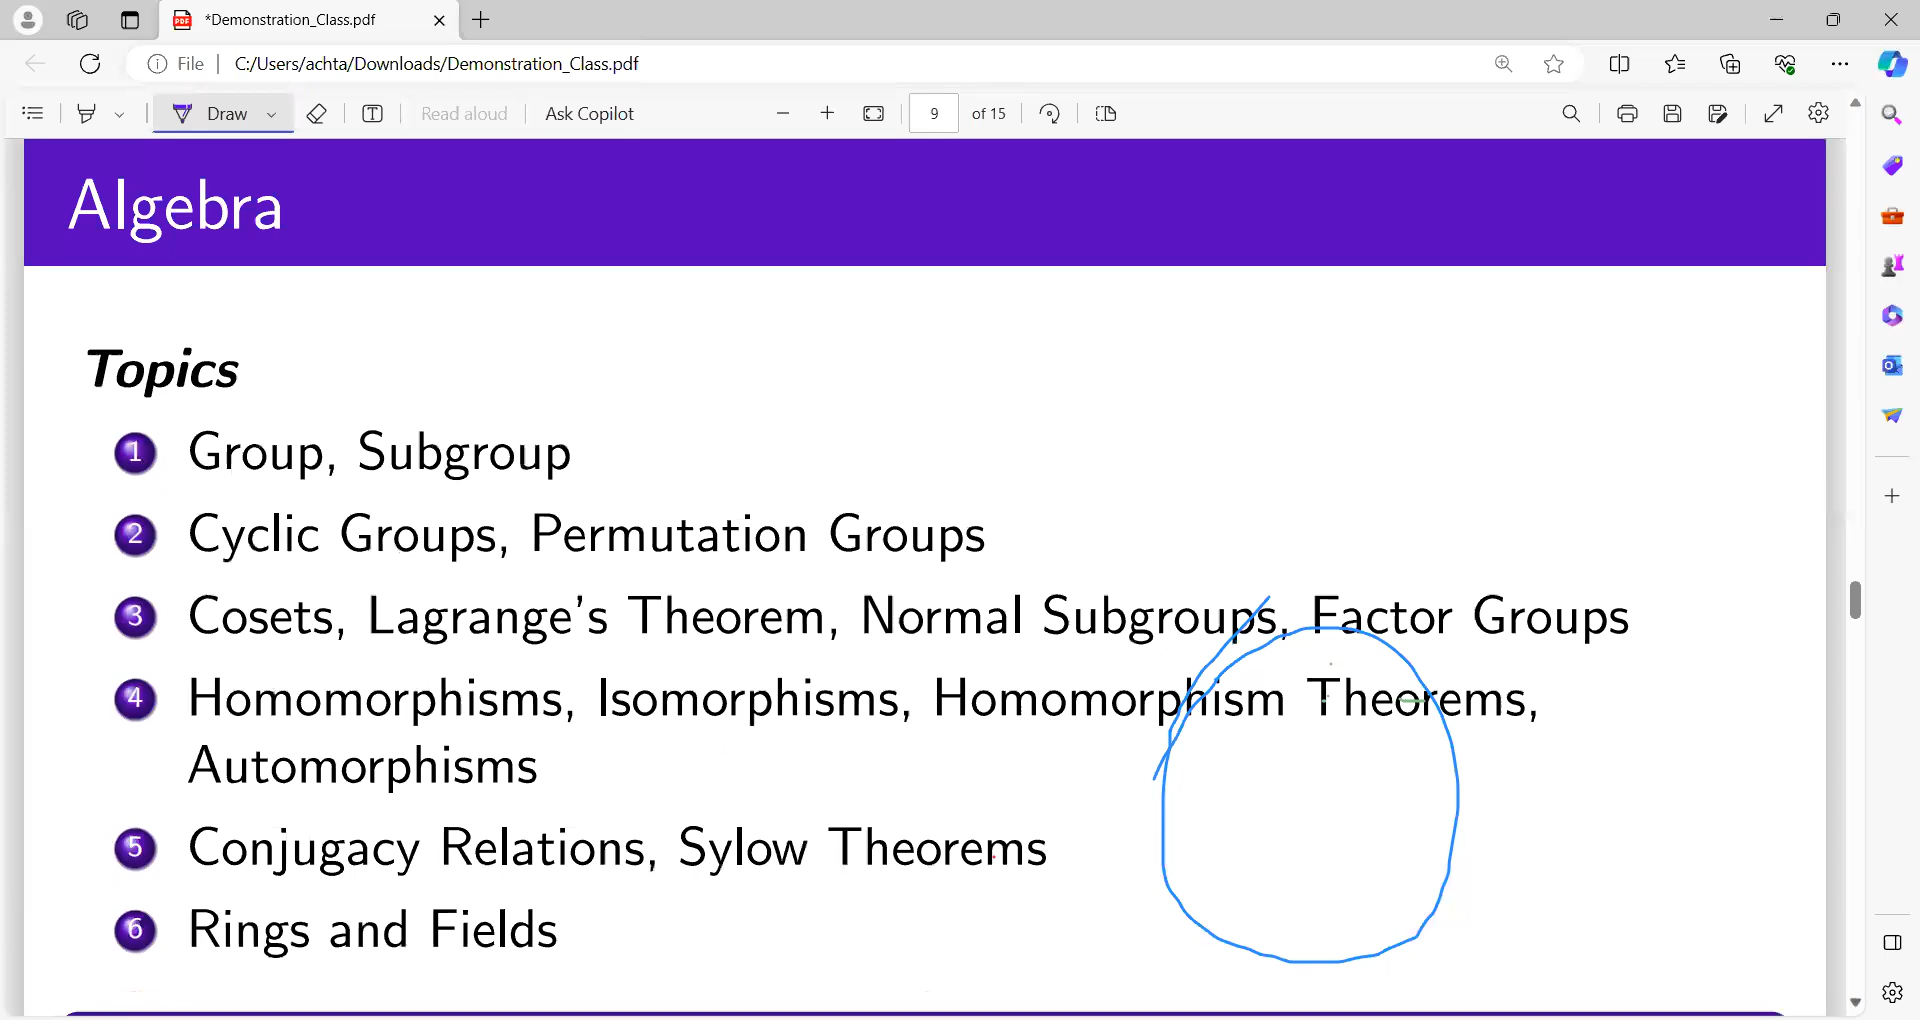 *Demonstration_Class.pdf
File | C:/Users/achta/Downloads/Demonstration_Class.pdf
Draw Read aloud Ask Copilot 9 of 15
Algebra
Topics
1 Group, Subgroup
2 Cyclic Groups, Permutation Groups
3 Cosets, Lagrange's Theorem, Normal Subgroups, Factor Groups
4 Homomorphisms, Isomorphisms, Homomorphism Theorems,
Automorphisms
5 Conjugacy Relations, Sylow Theorems
6 Rings and Fields